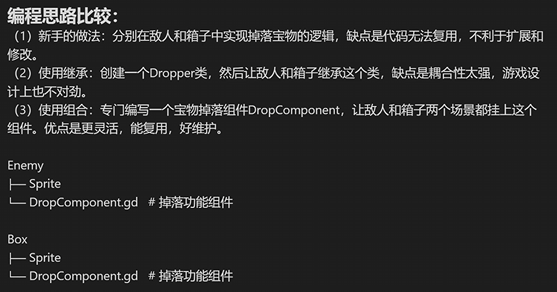 编程思路比较：
（1）新手的做法：分别在敌人和箱子中实现掉落宝物的逻辑，缺点是代码无法复用，不利于扩展和
修改。
（2）使用继承：创建一个Dropper类，然后让敌人和箱子继承这个类，缺点是耦合性太强，游戏设
计上也不对劲。
（3）使用组合：专门编写一个宝物掉落组件DropComponent，让敌人和箱子两个场景都挂上这个
组件。优点是更灵活，能复用，好维护。
Enemy
├─ Sprite
└─ DropComponent.gd # 掉落功能组件
Box
├─ Sprite
└─ DropComponent.gd # 掉落功能组件